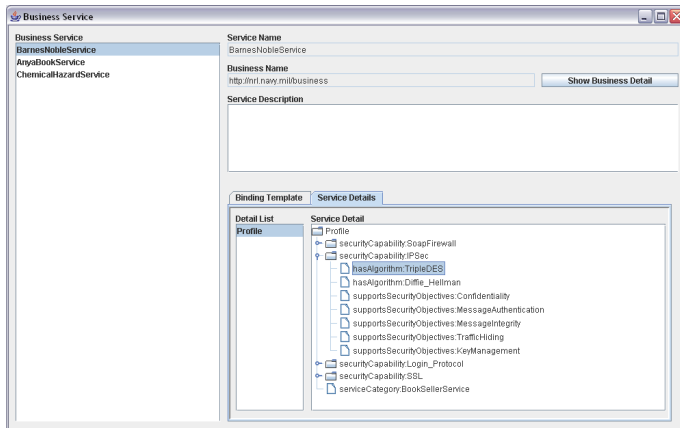 Business Service
Business Service
BarnesNobleService
AnyaBookService
ChemicalHazardService
Service Name
BarnesNobleService
Business Name
http://nrl.navy.mil/business
Show Business Detail
Service Description
Binding Template
Service Details
Detail List
Profile
Service Detail
Profile
securityCapability:SoapFirewall
securityCapability:IPSec
hasAlgorithm:TripleDES
hasAlgorithm:Diffie_Hellman
supportsSecurityObjectives:Confidentiality
supportsSecurityObjectives:MessageAuthentication
supportsSecurityObjectives:MessageIntegrity
supportsSecurityObjectives:TrafficHiding
supportsSecurityObjectives:KeyManagement
securityCapability:Login_Protocol
securityCapability:SSL
serviceCategory:BookSellerService